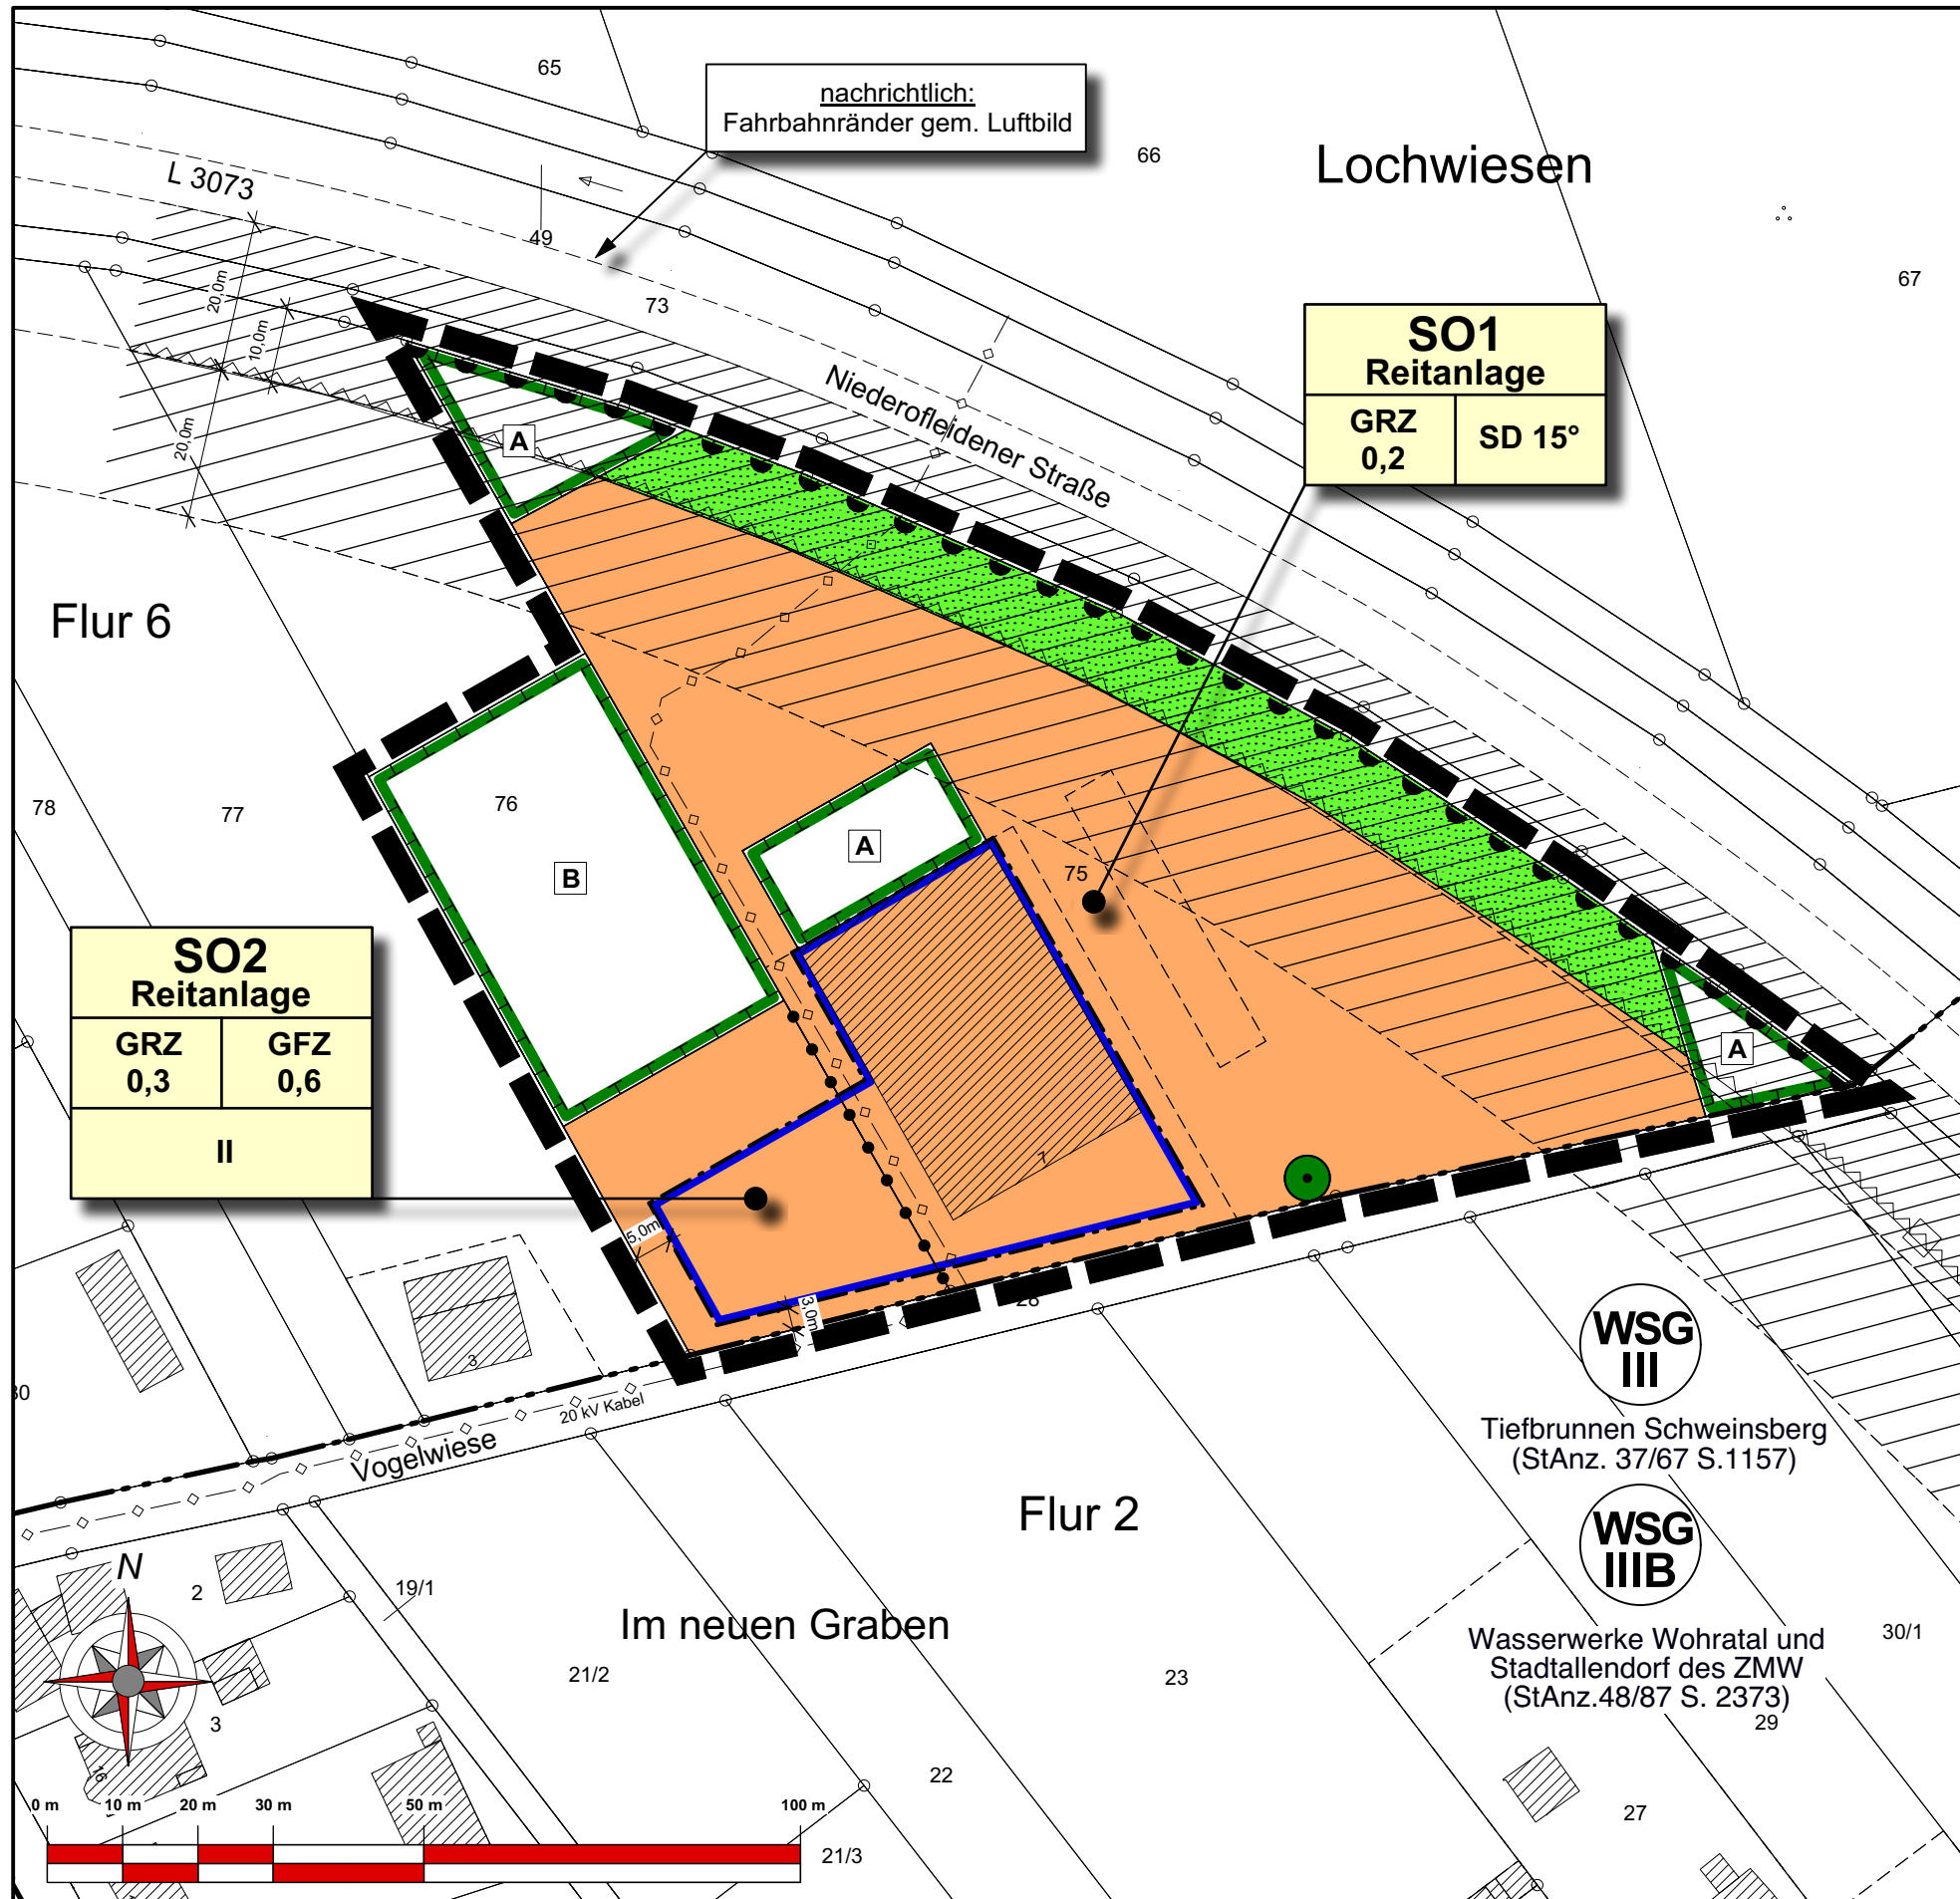 65
nachrichtlich:
Fahrbahnränder gem. Luftbild
66
Lochwiesen
L 3073
49
67
20,0m
73
10,0m
20,0m
Niederofleidener Straße
SO1
Reitanlage
GRZ
0,2
SD 15°
A
Flur 6
78
77
76
B
A
75
SO2
Reitanlage
GRZ
0,3
GFZ
0,6
II
A
7
5,0m
3,0m
28
3
30
20 kV Kabel
Vogelwiese
WSG
III
Tiefbrunnen Schweinsberg
(StAnz. 37/67 S.1157)
Flur 2
WSG
IIIB
Wasserwerke Wohratal und
Stadtallendorf des ZMW
(StAnz.48/87 S. 2373)
N
2
19/1
Im neuen Graben
30/1
21/2
23
29
3
16
22
27
0 m
10 m
20 m
30 m
50 m
100 m
21/3